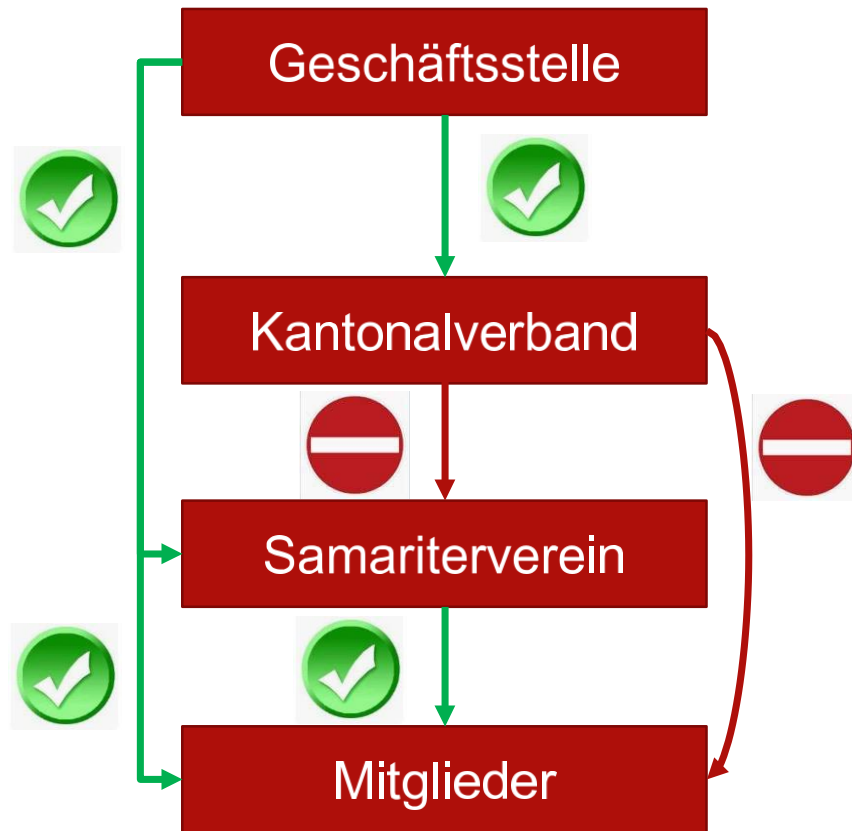 Geschäftsstelle
Kantonalverband
Samariterverein
Mitglieder